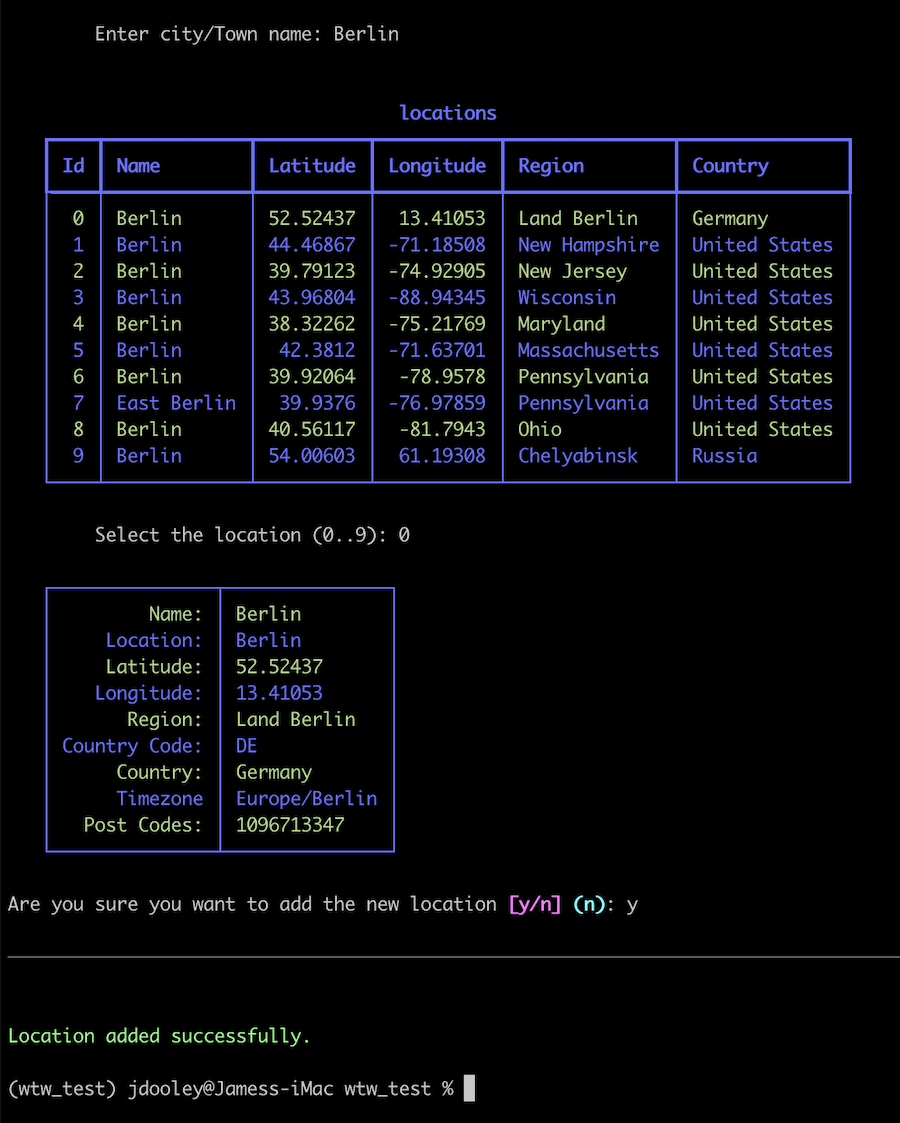 Enter city/Town name: Berlin
locations
Id Name Latitude Longitude Region Country
0 Berlin 52.52437 13.41053 Land Berlin Germany
1 Berlin 44.46867 -71.18508 New Hampshire United States
2 Berlin 39.79123 -74.92905 New Jersey United States
3 Berlin 43.96804 -88.94345 Wisconsin United States
4 Berlin 38.32262 -75.21769 Maryland United States
5 Berlin 42.3812 -71.63701 Massachusetts United States
6 Berlin 39.92064 -78.9578 Pennsylvania United States
7 East Berlin 39.9376 -76.97859 Pennsylvania United States
8 Berlin 40.56117 -81.7943 Ohio United States
9 Berlin 54.00603 61.19308 Chelyabinsk Russia
Select the location (0..9): 0
Name: Berlin
Location: Berlin
Latitude: 52.52437
Longitude: 13.41053
Region: Land Berlin
Country Code: DE
Country: Germany
Timezone Europe/Berlin
Post Codes: 1096713347
Are you sure you want to add the new location [y/n] (n): y
Location added successfully.
(wtw_test) jdooley@Jamess-iMac wtw_test %